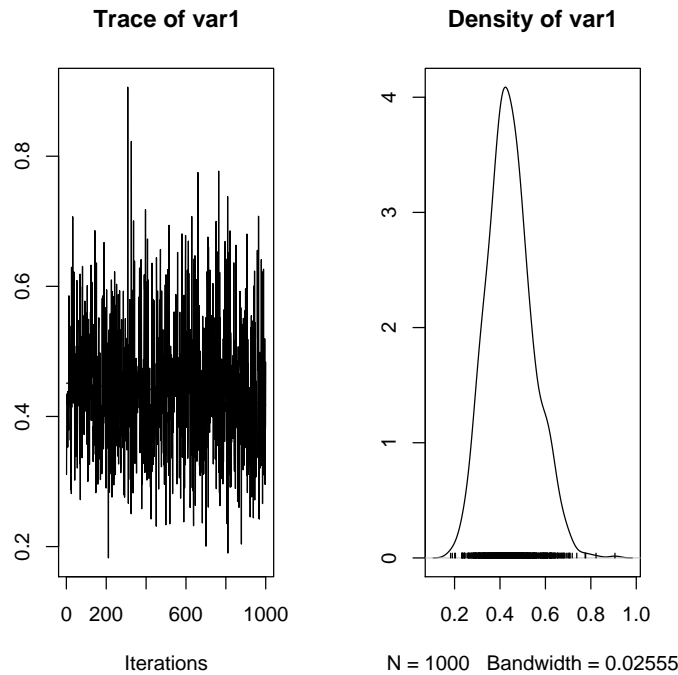 Trace of var1
0.8
0.6
0.4
0.2
0 200 600 1000
Iterations
Density of var1
4
3
2
1
0
0.2 0.4 0.6 0.8 1.0
N = 1000 Bandwidth = 0.02555